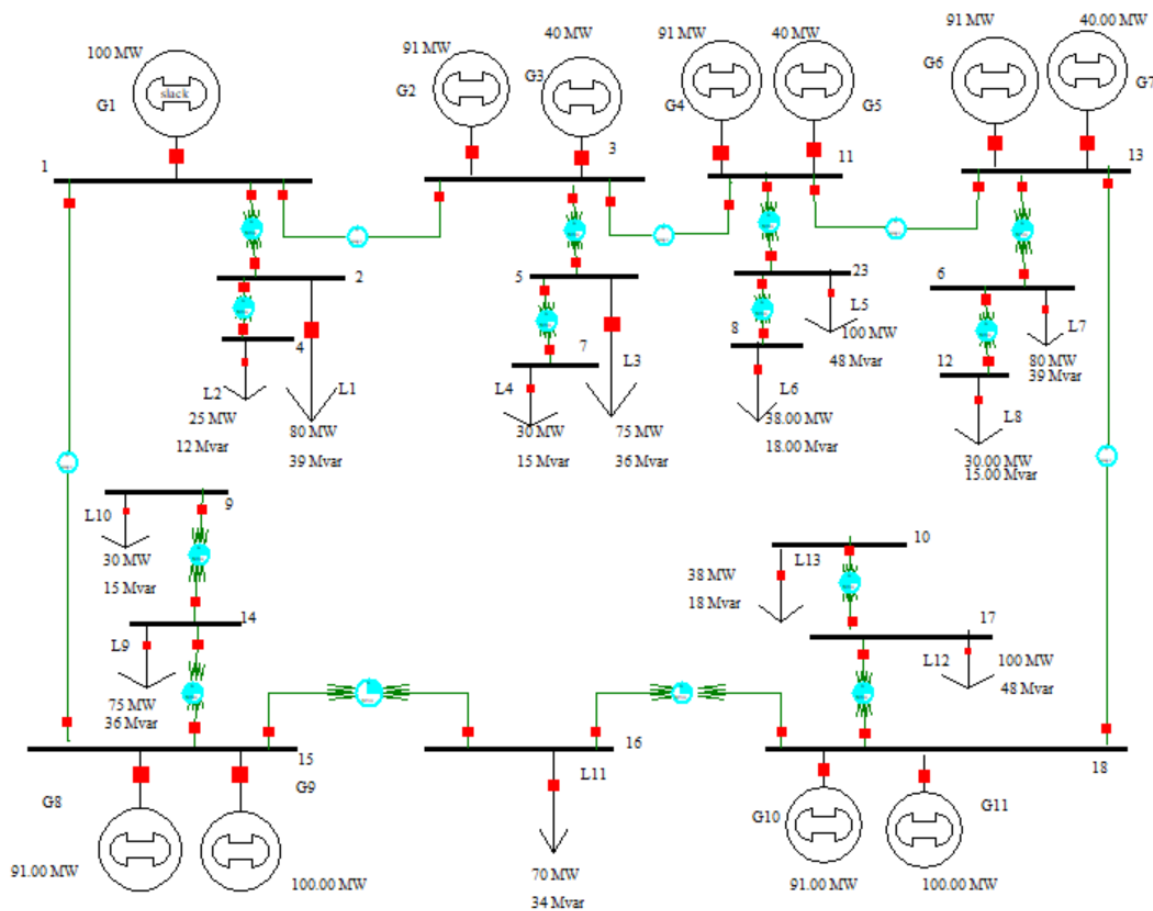 100 MW
slack
G1
1
91 MW
G2
40 MW
G3
3
91 MW
G4
40 MW
G5
11
91 MW
G6
40.00 MW
G7
13
2
4
L2
25 MW
12 Mvar
L1
80 MW
39 Mvar
5
7
L4
30 MW
15 Mvar
L3
75 MW
36 Mvar
23
L5
100 MW
48 Mvar
8
L6
38.00 MW
18.00 Mvar
6
L7
80 MW
39 Mvar
12
L8
30.00 MW
15.00 Mvar
9
L10
30 MW
15 Mvar
14
L9
75 MW
36 Mvar
10
L13
38 MW
18 Mvar
17
L12
100 MW
48 Mvar
15
16
18
L11
70 MW
34 Mvar
G8
91.00 MW
G9
100.00 MW
G10
91.00 MW
G11
100.00 MW